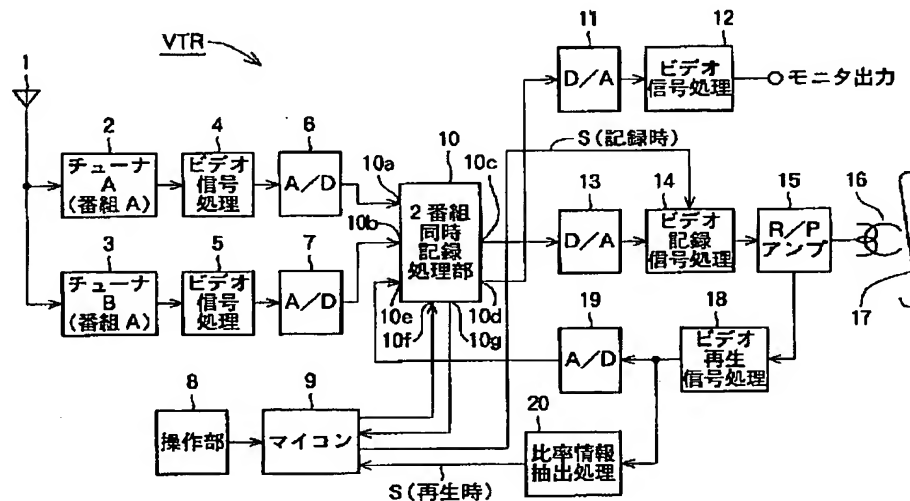 VTR
1
2
チューナ
A
(番組A)
4
ビデオ
信号
処理
6
A/D
3
チューナ
B
(番組A)
5
ビデオ
信号
処理
7
A/D
10
10a
10b
10c
2番組
同時
記録
処理部
10e
10f
10g
10d
11
D/A
12
ビデオ
信号処理
モニタ出力
S(記録時)
13
D/A
14
ビデオ
記録
信号処理
15
R/P
アンプ
16
17
19
A/D
18
ビデオ
再生
信号処理
8
操作部
9
マイコン
20
比率情報
抽出処理
S(再生時)